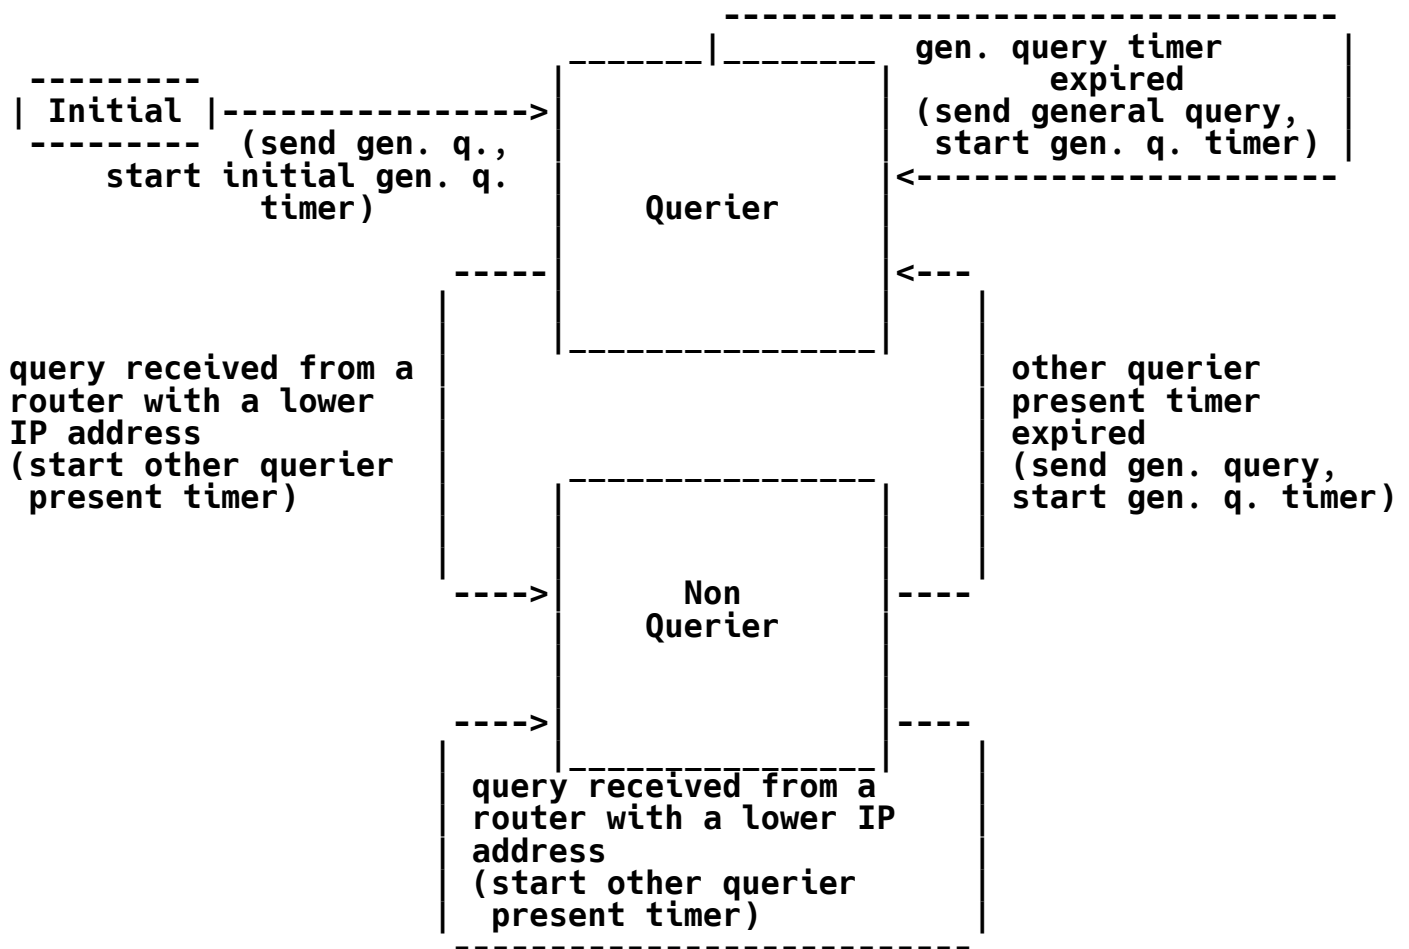 gen. query timer
expired
(send general query,
start gen. q. timer)
Initial
(send gen. q.,
start initial gen. q.
timer)
Querier
query received from a
router with a lower
IP address
(start other querier
present timer)
other querier
present timer
expired
(send gen. query,
start gen. q. timer)
Non
Querier
query received from a
router with a lower IP
address
(start other querier
present timer)